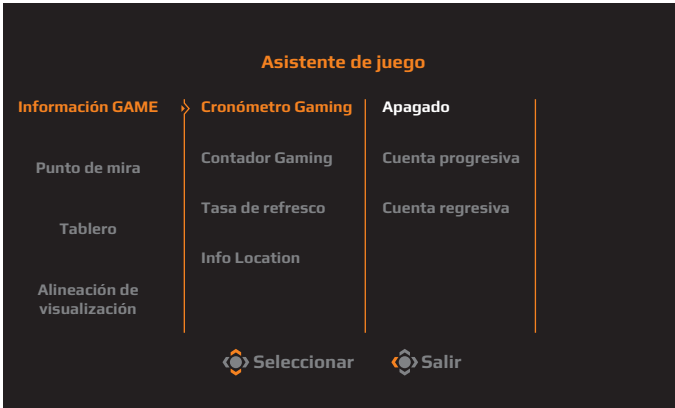 Asistente de juego
Información GAME
Cronómetro Gaming
Apagado
Punto de mira
Contador Gaming
Cuenta progresiva
Tablero
Tasa de refresco
Cuenta regresiva
Info Location
Alineación de
visualización
Seleccionar
Salir